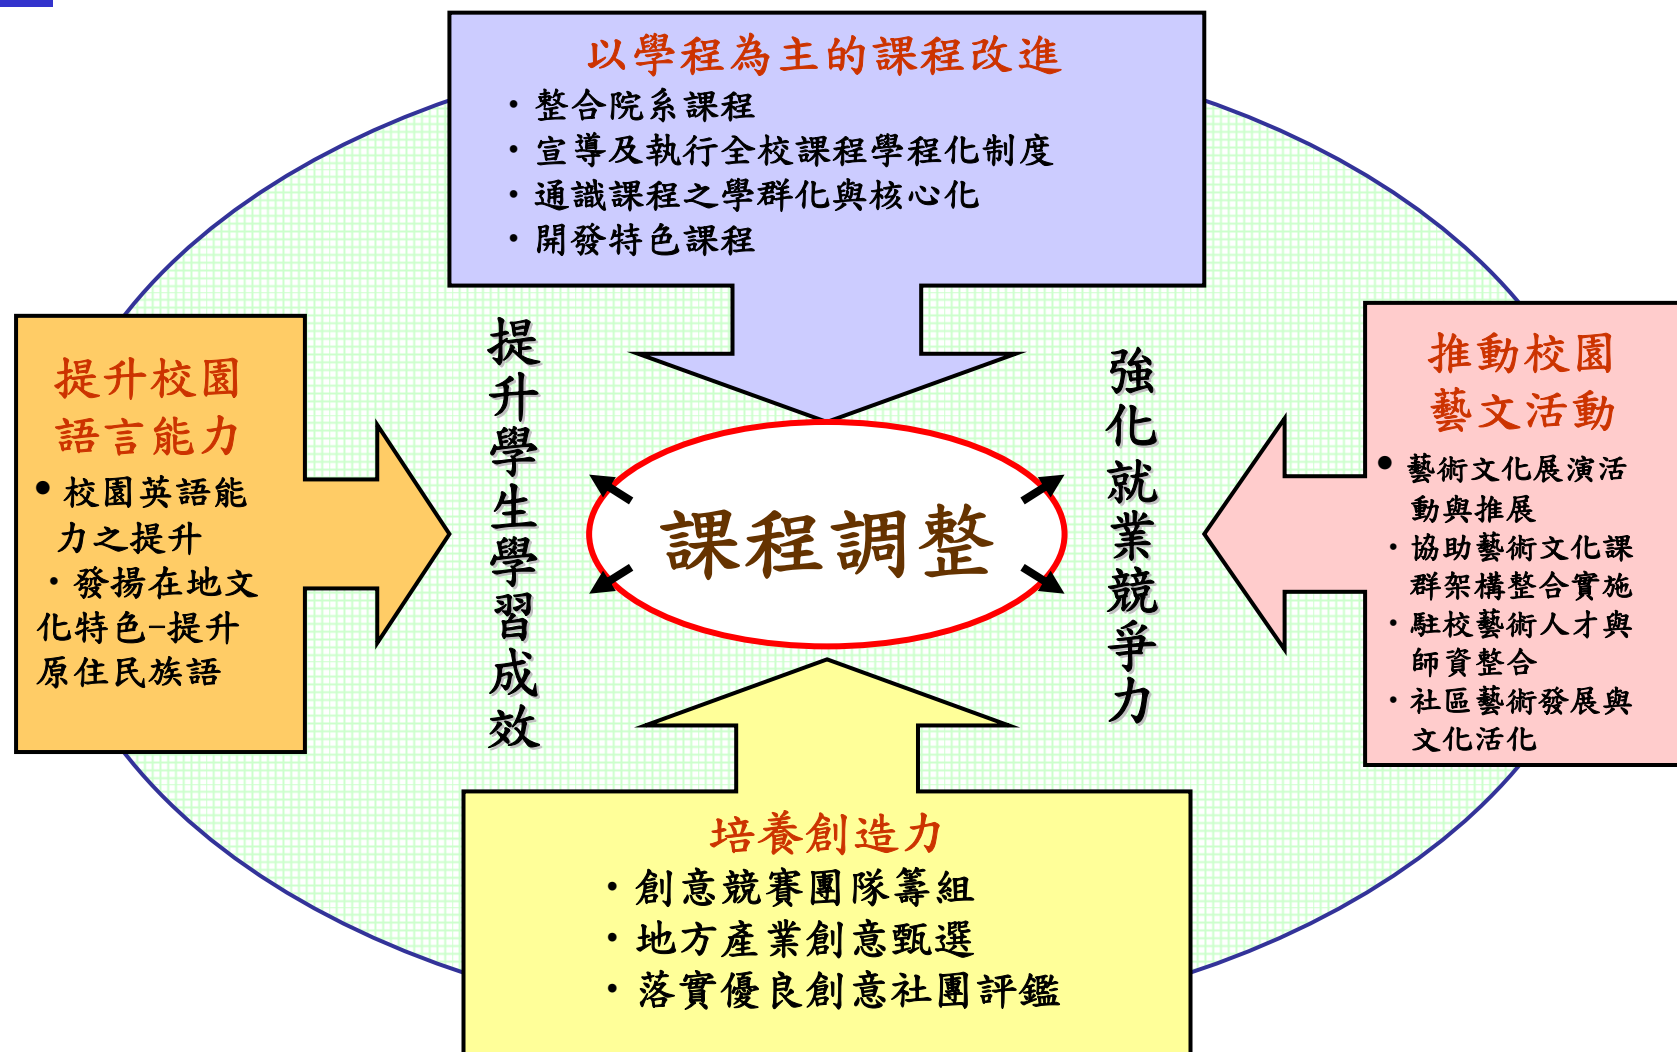 以學程為主的課程改進
・整合院系課程
・宣導及執行全校課程學程化制度
・通識課程之學群化與核心化
・開發特色課程
提升校園
語言能力
• 校園英語能
力之提升
・發揚在地文
化特色-提升
原住民族語
提升學生學習成效
課程調整
強化就業競爭力
推動校園
藝文活動
• 藝術文化展演活
動與推展
・協助藝術文化課
群架構整合實施
・駐校藝術人才與
師資整合
・社區藝術發展與
文化活化
培養創造力
・創意競賽團隊籌組
・地方產業創意甄選
・落實優良創意社團評鑑